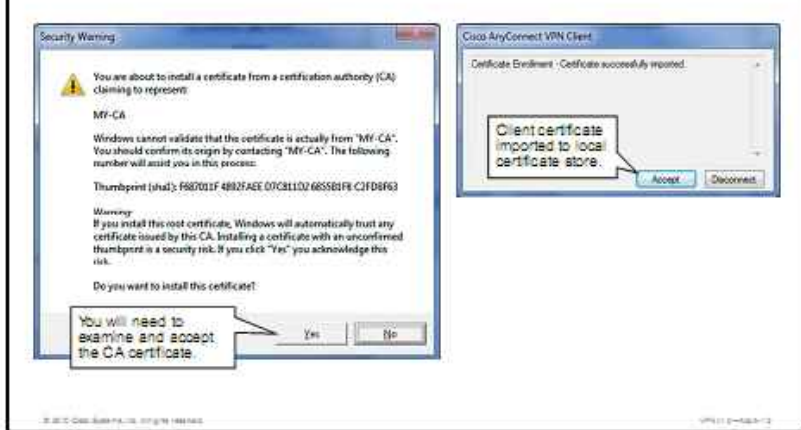 Security Warning
You are about to install a certificate from a certification authority (CA)
claiming to represent:
MY-CA
Windows cannot validate that the certificate is actually from "MY-CA".
You should confirm its origin by contacting "MY-CA". The following
number will assist you in this process:
Thumbprint (sha1):
Warning:
If you install this root certificate, Windows will automatically trust any
certificate issued by this CA. Installing a certificate with an unconfirmed
thumbprint is a security risk. If you click "Yes" you acknowledge this
risk.
Do you want to install this certificate?
Yes
No
You will need to
examine and accept
the CA certificate.
Cisco AnyConnect VPN Client
Certificate Enrollment - Certificate successfully imported.
Client certificate
imported to local
certificate store.
Accept
Disconnect